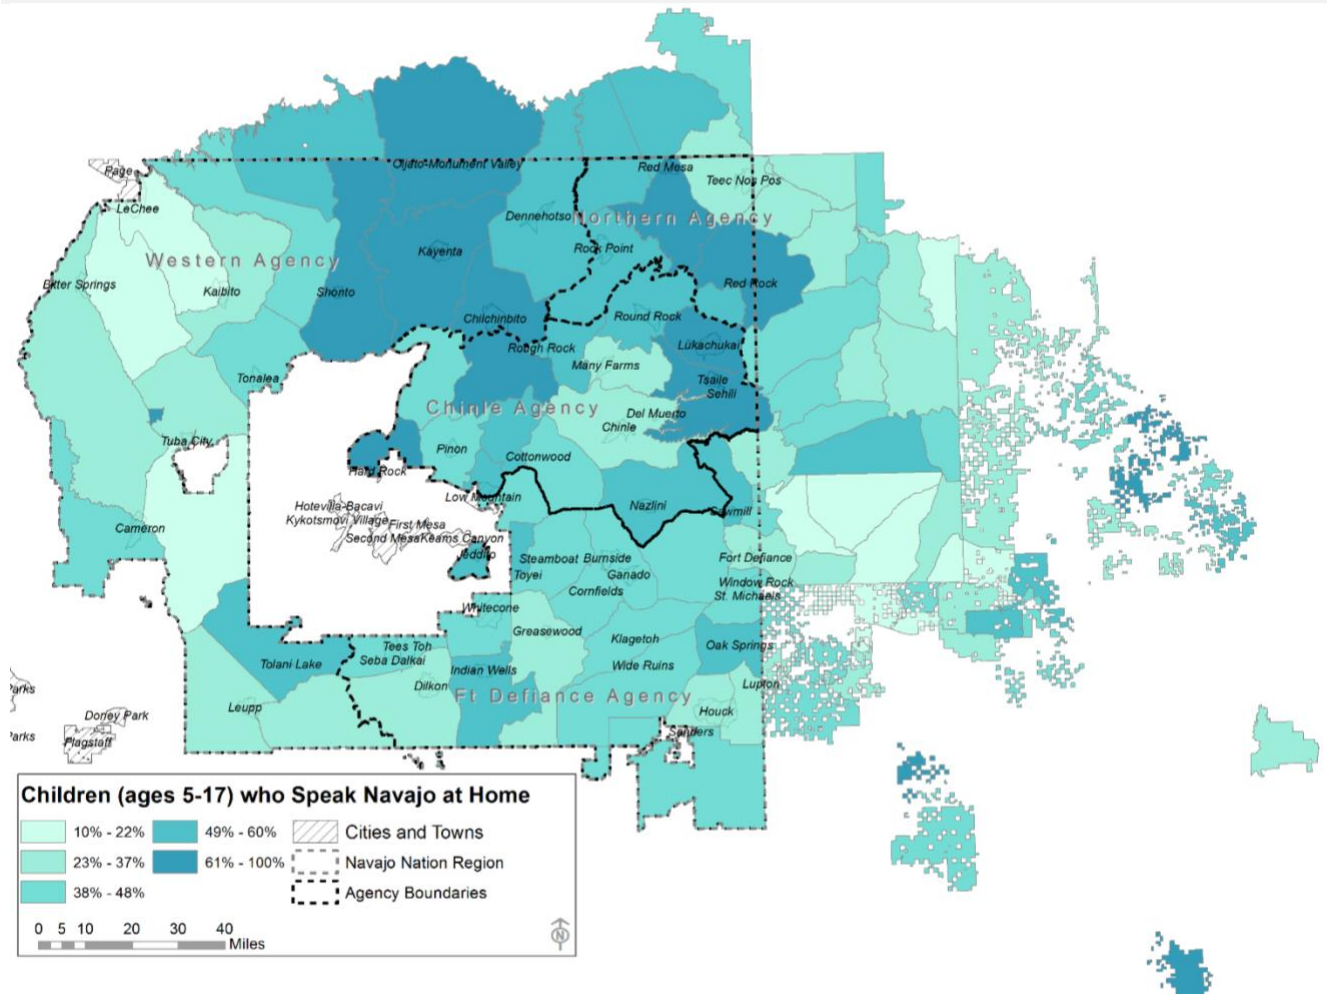 Oljato-Monument Valley
Page
Red Mesa
Teec Nos Pos
LeChee
Dennehotso
Northern Agency
Rock Point
Kayenta
Western Agency
Bitter Springs
Kaibito
Shonto
Red Rock
Chilchinbito
Round Rock
Rough Rock
Lukachukai
Many Farms
Tonalea
Tsaile
Sehili
Chinle Agency
Del Muerto
Chinle
Tuba City
Pinon
Cottonwood
Hard Rock
Low Mountain
Hotevilla-Bacavi
Nazlini
Sawmill
Kykotsmovi Village
First Mesa
Cameron
Second Mesa
Keams Canyon
Jeddito
Steamboat
Burnside
Fort Defiance
Toyei
Ganado
Window Rock
Cornfields
St. Michaels
Whitecone
Greasewood
Klagetoh
Oak Springs
Tees Toh
Seba Dalkai
Tolani Lake
Indian Wells
Wide Ruins
Dilkon
Lupton
Parks
Ft Defiance Agency
Leupp
Houck
Doney Park
Sanders
Parks
Flagstaff
Children (ages 5-17) who Speak Navajo at Home
10% - 22%
49% - 60%
Cities and Towns
23% - 37%
61% - 100%
Navajo Nation Region
38% - 48%
Agency Boundaries
0 5 10 20 30 40
Miles
N